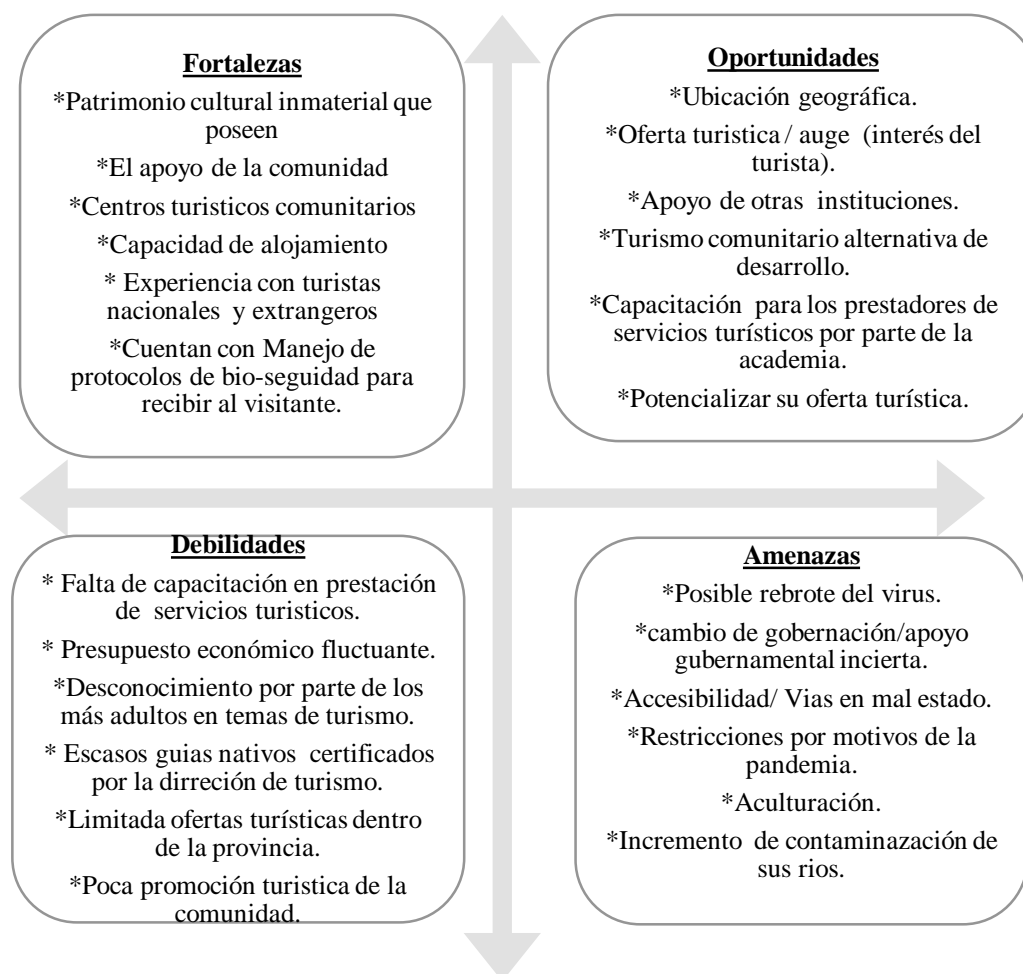 Fortalezas
*Patrimonio cultural inmaterial que
poseen
*El apoyo de la comunidad
*Centros turisticos comunitarios
*Capacidad de alojamiento
* Experiencia con turistas
nacionales y extrangeros
*Cuentan con Manejo de
protocolos de bio-seguidad para
recibir al visitante.
Oportunidades
*Ubicación geográfica.
*Oferta turistica / auge (interés del
turista).
*Apoyo de otras instituciones.
*Turismo comunitario alternativa de
desarrollo.
*Capacitación para los prestadores de
servicios turísticos por parte de la
academia.
*Potencializar su oferta turística.
Debilidades
* Falta de capacitación en prestación
de servicios turisticos.
* Presupuesto económico fluctuante.
*Desconocimiento por parte de los
más adultos en temas de turismo.
* Escasos guias nativos certificados
por la dirreción de turismo.
*Limitada ofertas turísticas dentro
de la provincia.
*Poca promoción turistica de la
comunidad.
Amenazas
*Posible rebrote del virus.
*cambio de gobernación/apoyo
gubernamental incierta.
*Accesibilidad/ Vias en mal estado.
*Restricciones por motivos de la
pandemia.
*Aculturación.
*Incremento de contaminazación de
sus rios.